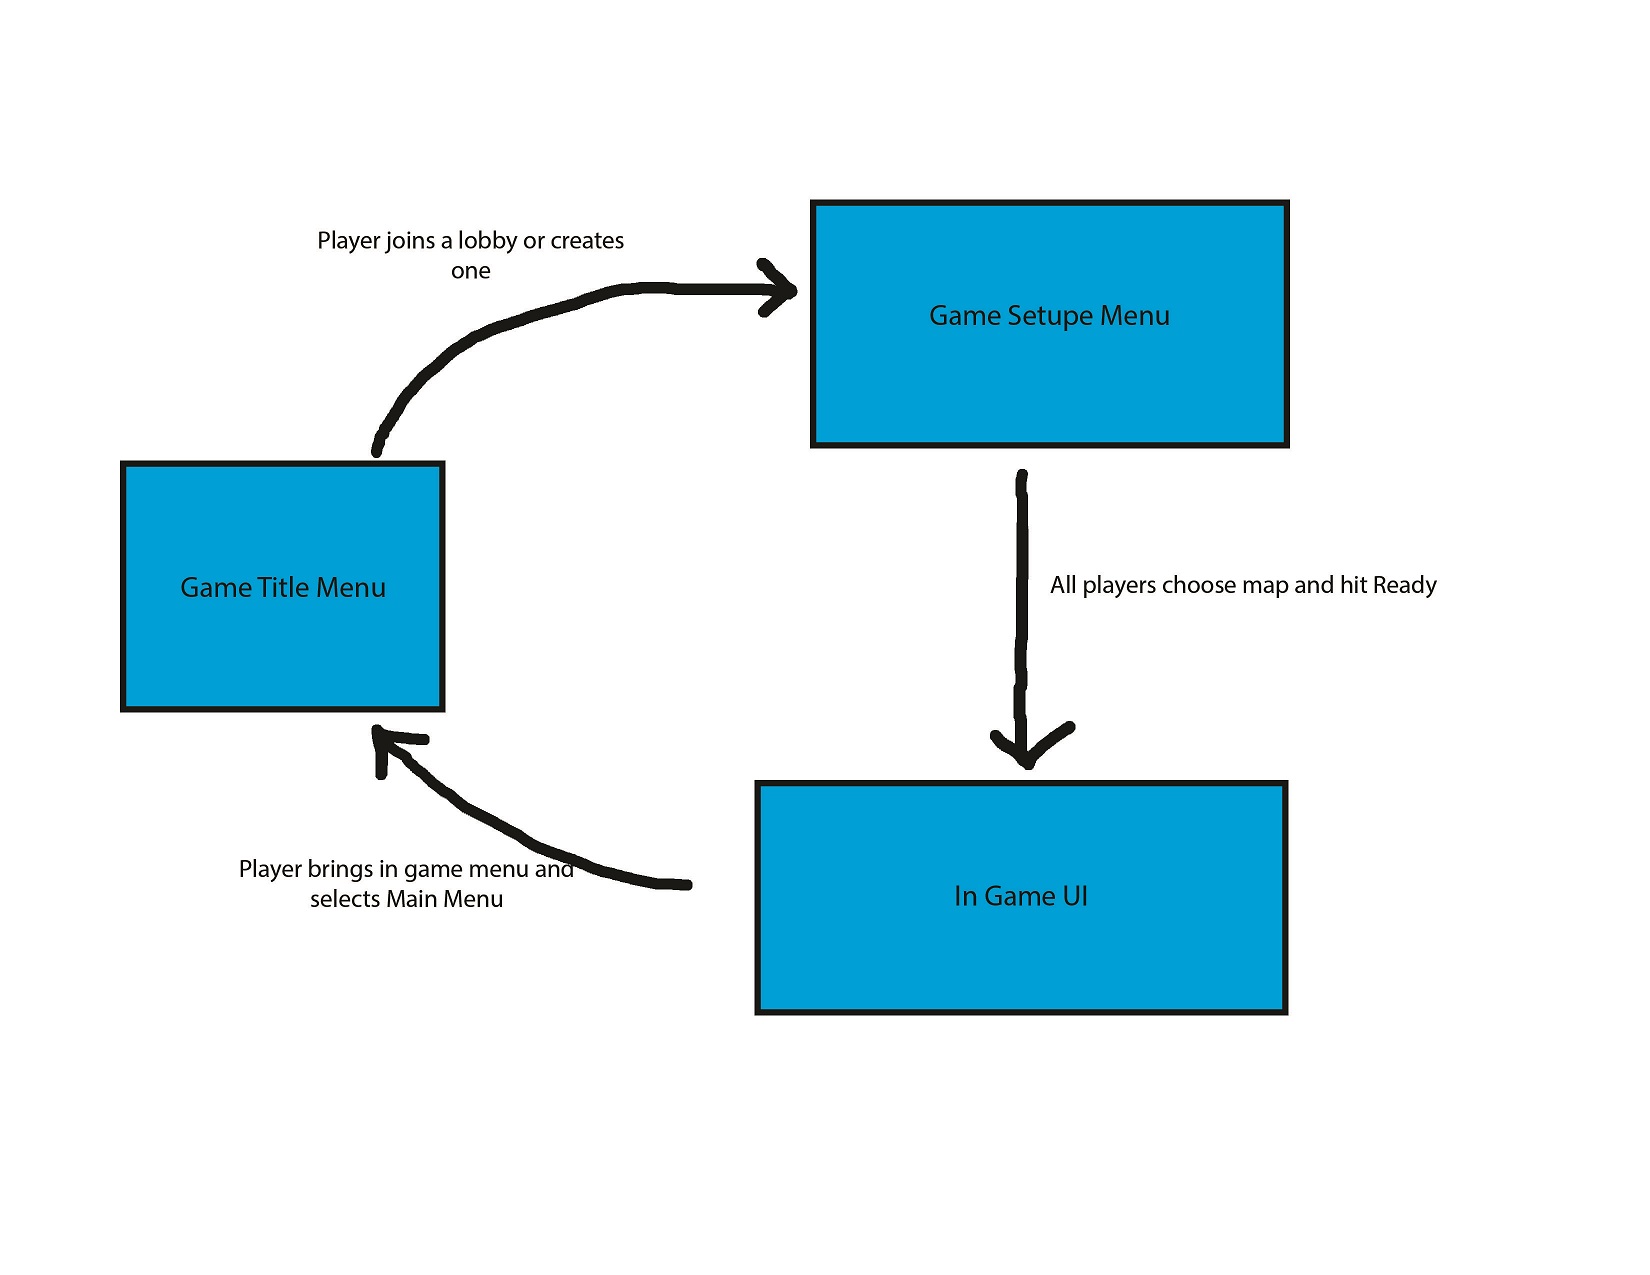 Player joins a lobby or creates
one
Game Setupe Menu
Game Title Menu
All players choose map and hit Ready
Player brings in game menu and
selects Main Menu
In Game UI